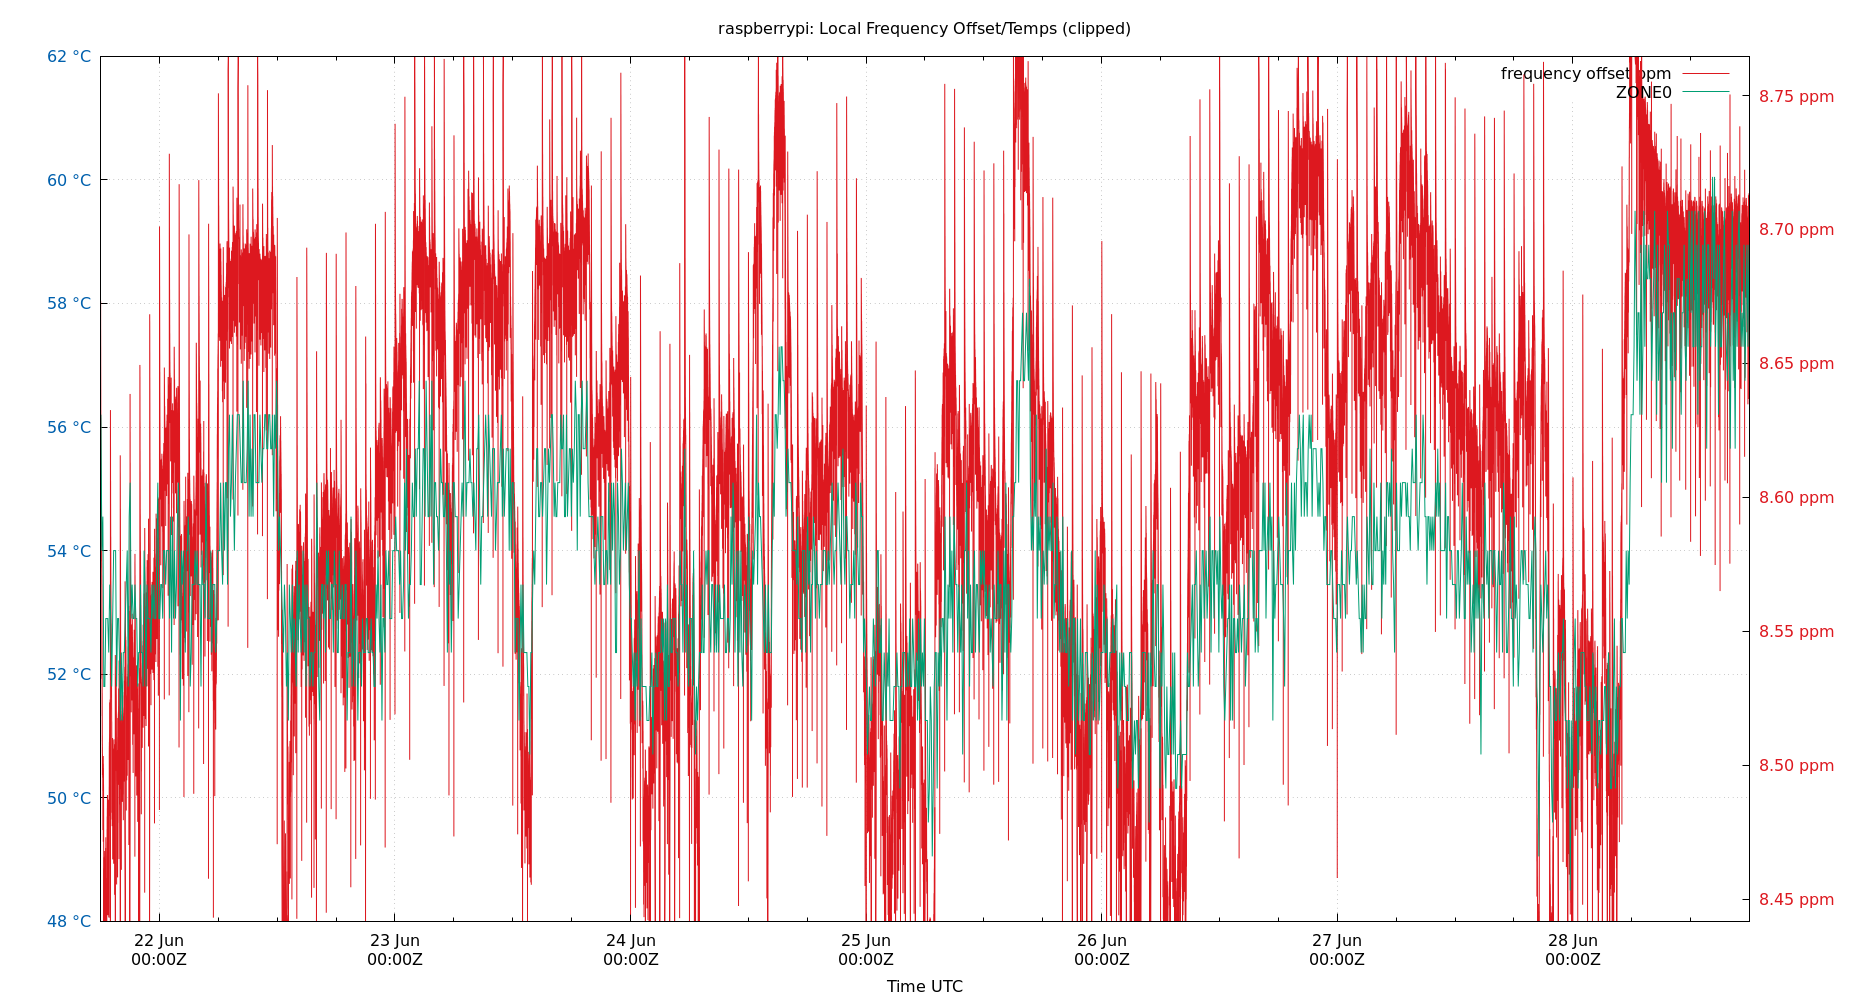 raspberrypi: Local Frequency Offset/Temps (clipped)
62 °C
60 °C
58 °C
56 °C
54 °C
52 °C
50 °C
48 °C
frequency offset ppm
ZONE0
8.75 ppm
8.70 ppm
8.65 ppm
8.60 ppm
8.55 ppm
8.50 ppm
8.45 ppm
22 Jun
00:00Z
23 Jun
00:00Z
24 Jun
00:00Z
25 Jun
00:00Z
26 Jun
00:00Z
27 Jun
00:00Z
28 Jun
00:00Z
Time UTC